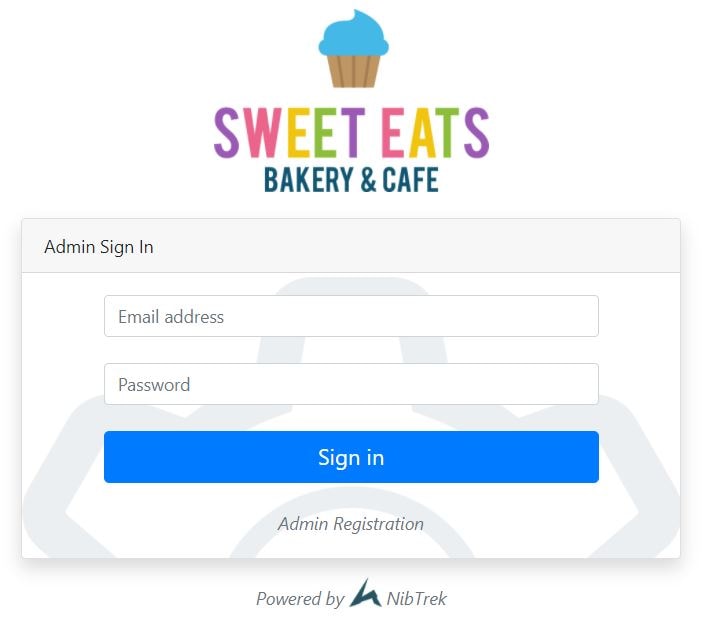 SWEET EATS
BAKERY & CAFE
Admin Sign In
Email address
Password
Sign in
Admin Registration
Powered by NibTrek